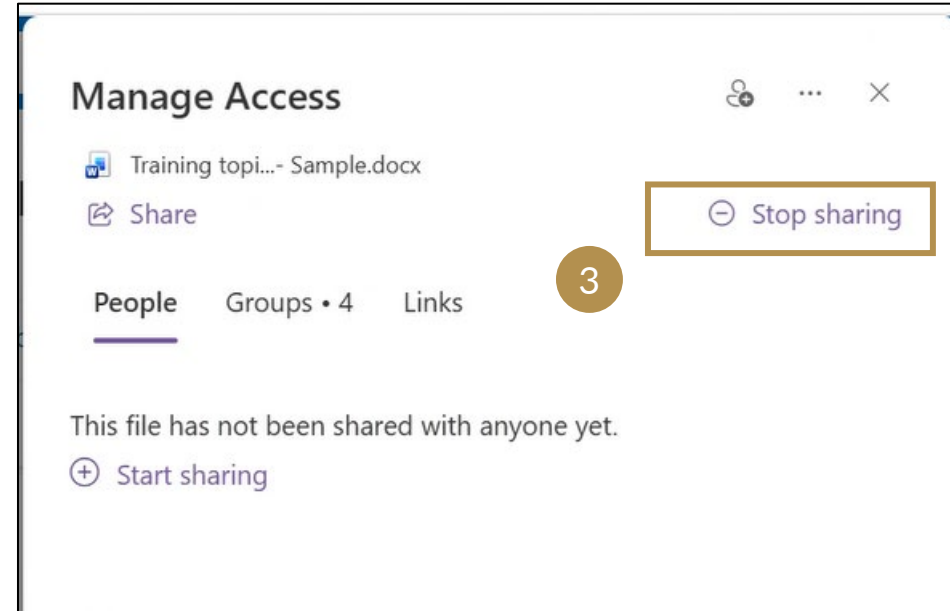 Manage Access
Training topi...- Sample.docx
Share
Stop sharing
3
People Groups • 4 Links
This file has not been shared with anyone yet.
Start sharing